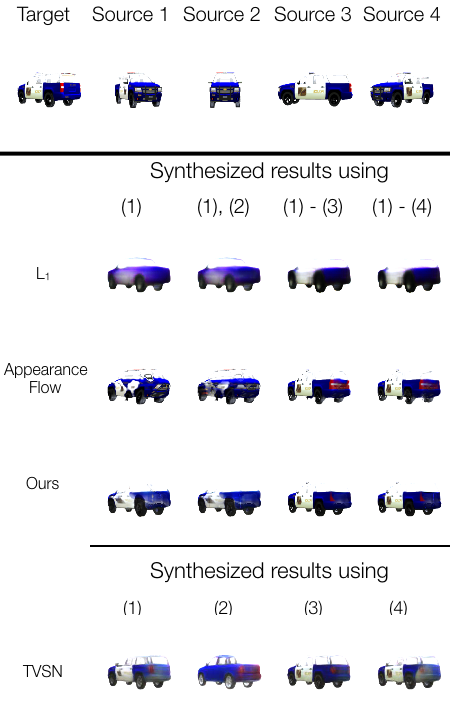 Target Source 1 Source 2 Source 3 Source 4
Synthesized results using
(1) (1), (2) (1) - (3) (1) - (4)
L₁
Appearance
Flow
Ours
Synthesized results using
(1) (2) (3) (4)
TVSN